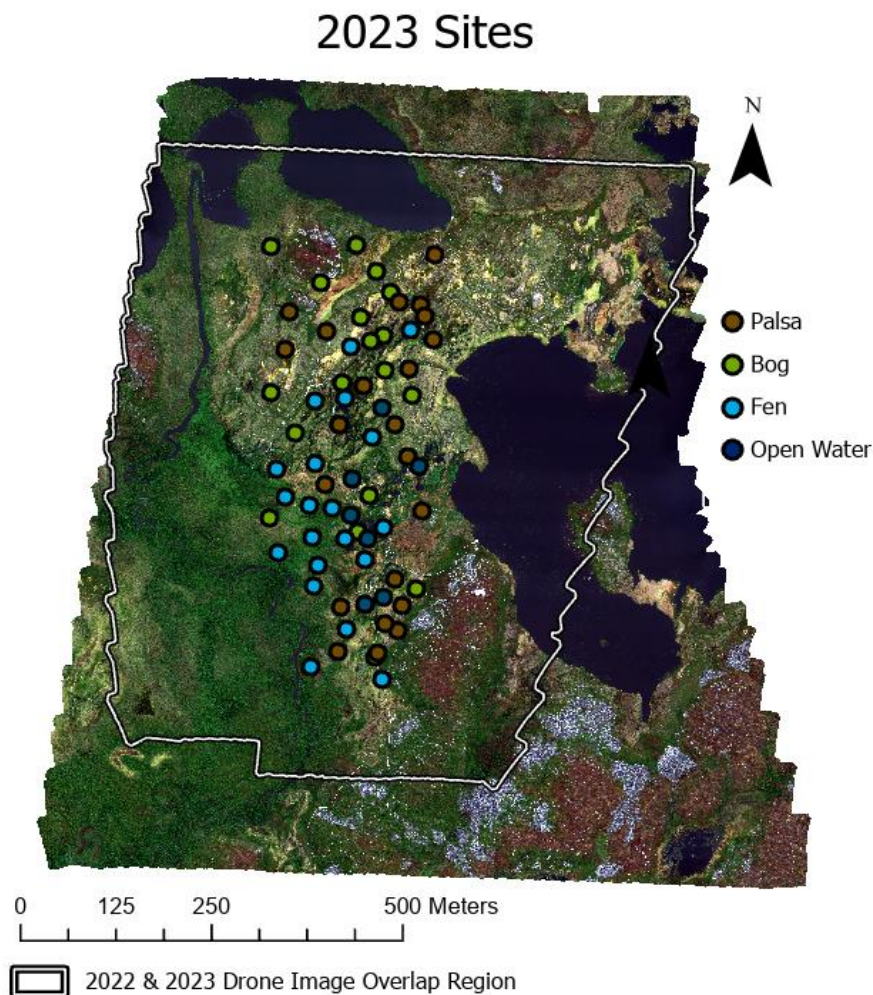 2023 Sites
N
Palsa
Bog
Fen
Open Water
0 125 250 500 Meters
2022 & 2023 Drone Image Overlap Region